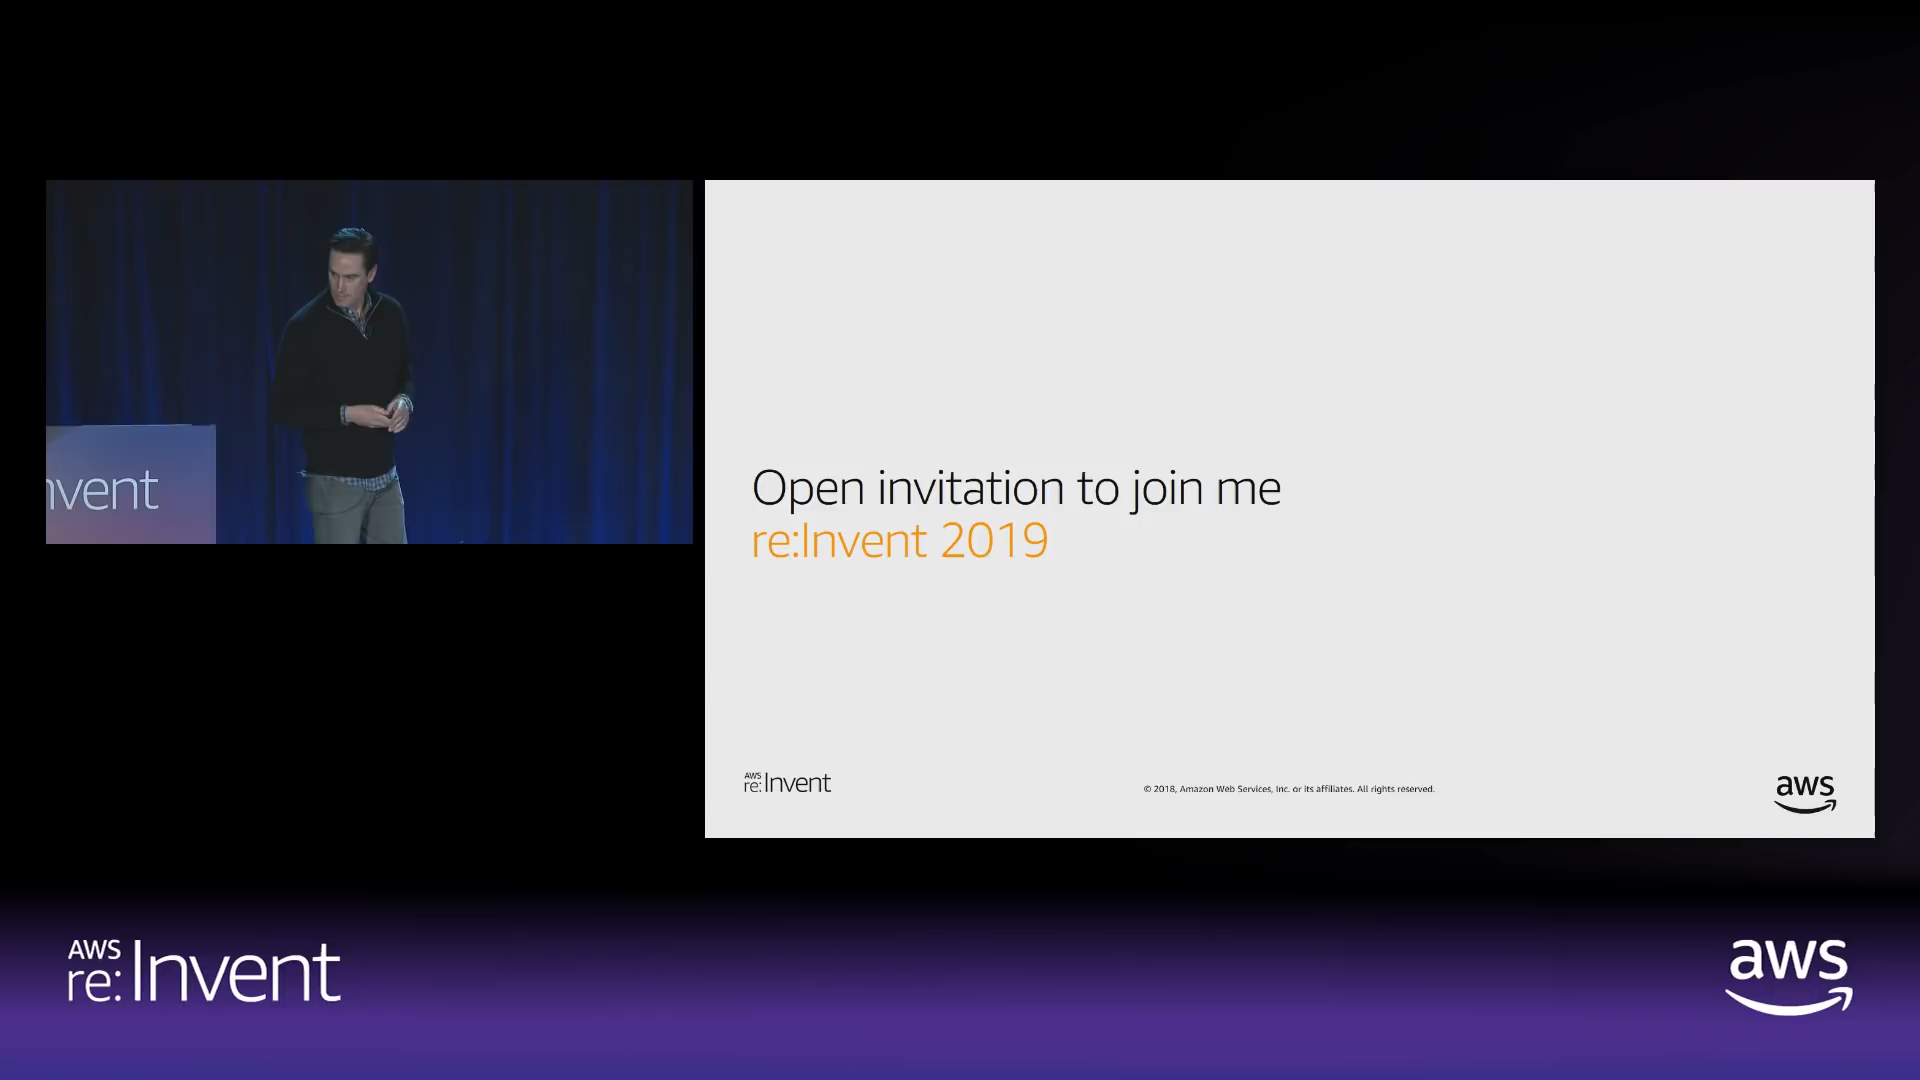 nvent
Open invitation to join me
re:Invent 2019
AWS
re:Invent
© 2018, Amazon Web Services, Inc. or its affiliates. All rights reserved.
aws
AWS
re:Invent
aws